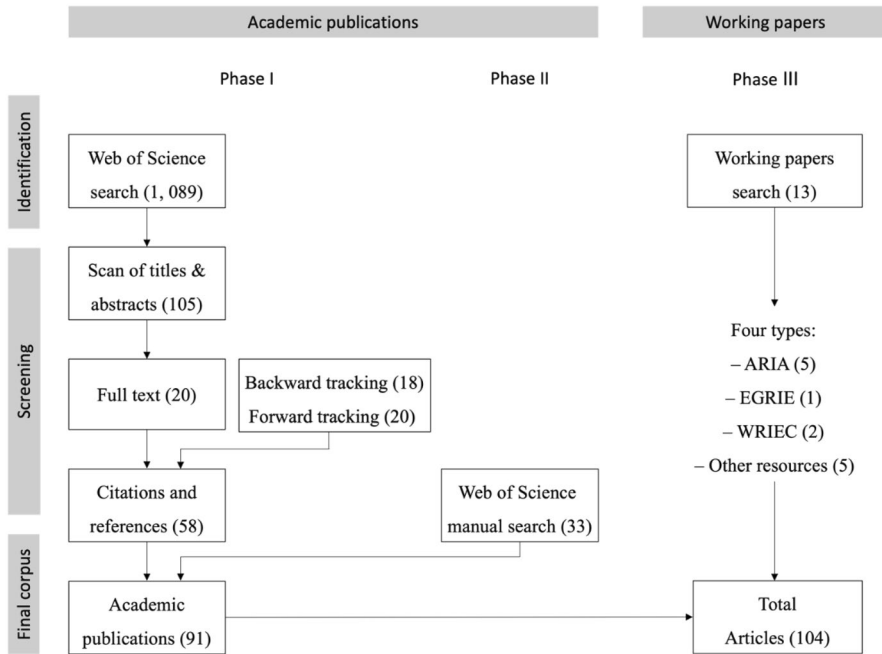 Academic publications
Working papers
Phase I
Phase II
Phase III
Identification
Web of Science
search (1, 089)
Working papers
search (13)
Screening
Scan of titles &
abstracts (105)
Full text (20)
Backward tracking (18)
Forward tracking (20)
Four types:
– ARIA (5)
– EGRIE (1)
– WRIEC (2)
– Other resources (5)
Citations and
references (58)
Web of Science
manual search (33)
Final corpus
Academic
publications (91)
Total
Articles (104)